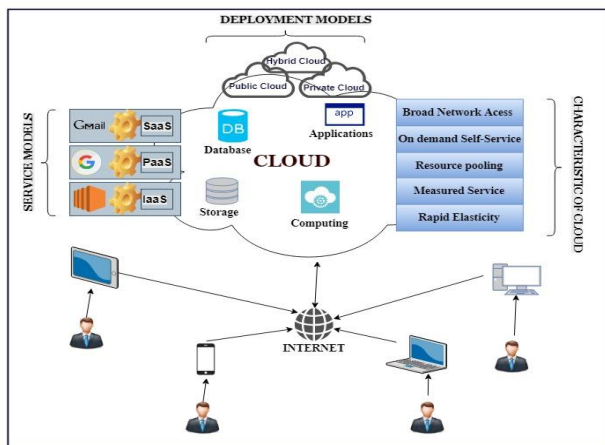 DEPLOYMENT MODELS
Hybrid Cloud
Public Cloud
Private Cloud
SERVICE MODELS
Gmail
SaaS
G
PaaS
IaaS
DB
Database
app
Applications
CLOUD
Storage
Computing
Broad Network Acess
On demand Self-Service
Resource pooling
Measured Service
Rapid Elasticity
CHARACTERISTIC OF CLOUD
INTERNET